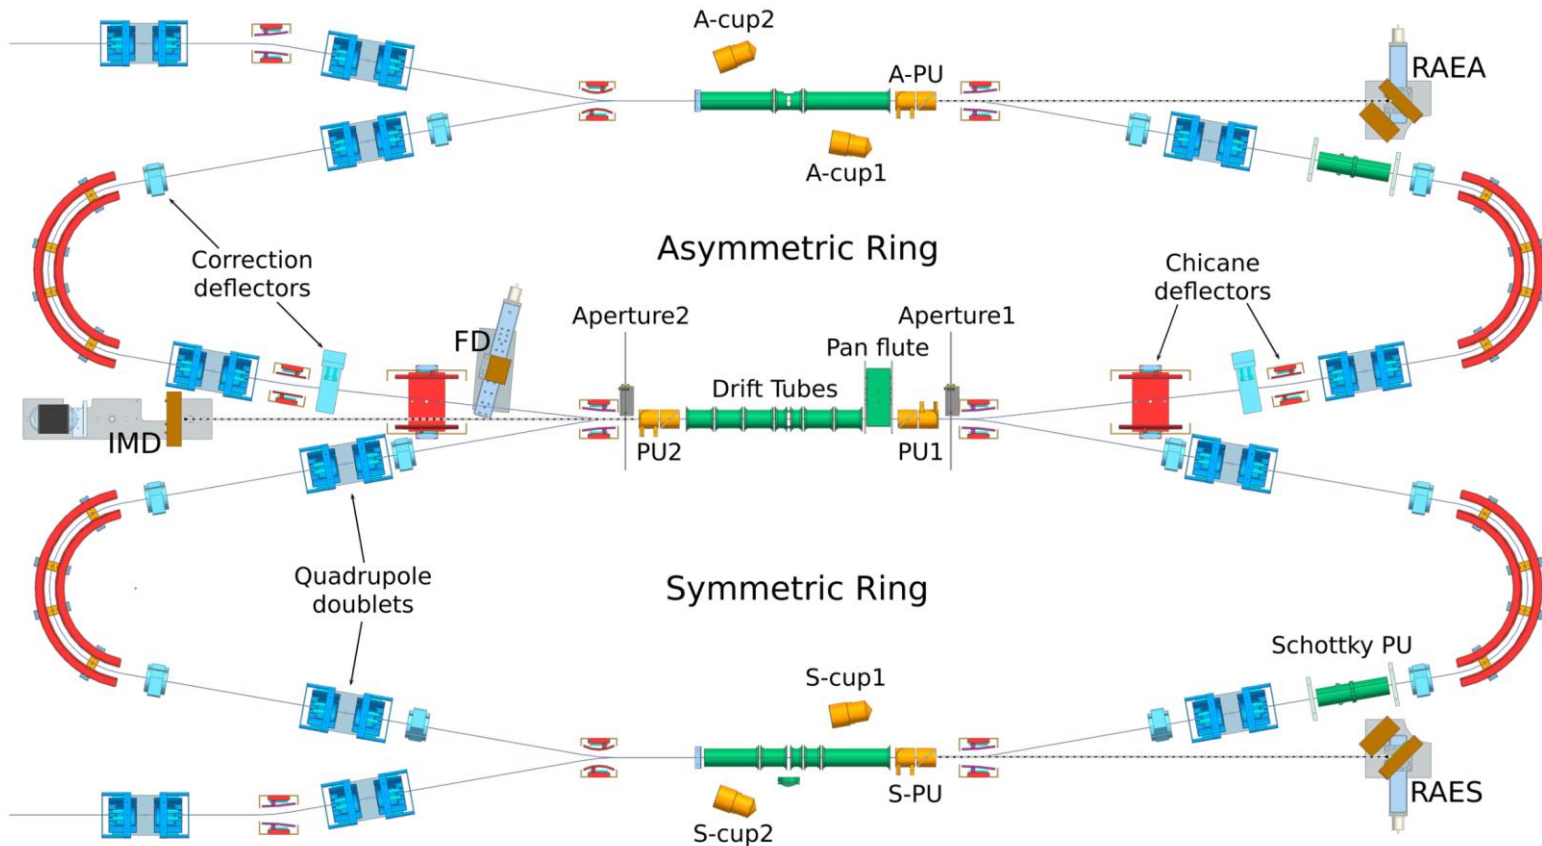 A-cup2
A-PU
RAEA
A-cup1
Correction
deflectors
Asymmetric Ring
Chicane
deflectors
FD
Aperture2
Aperture1
Pan flute
Drift Tubes
IMD
PU2
PU1
Quadrupole
doublets
Symmetric Ring
Schottky PU
S-cup1
S-PU
RAES
S-cup2